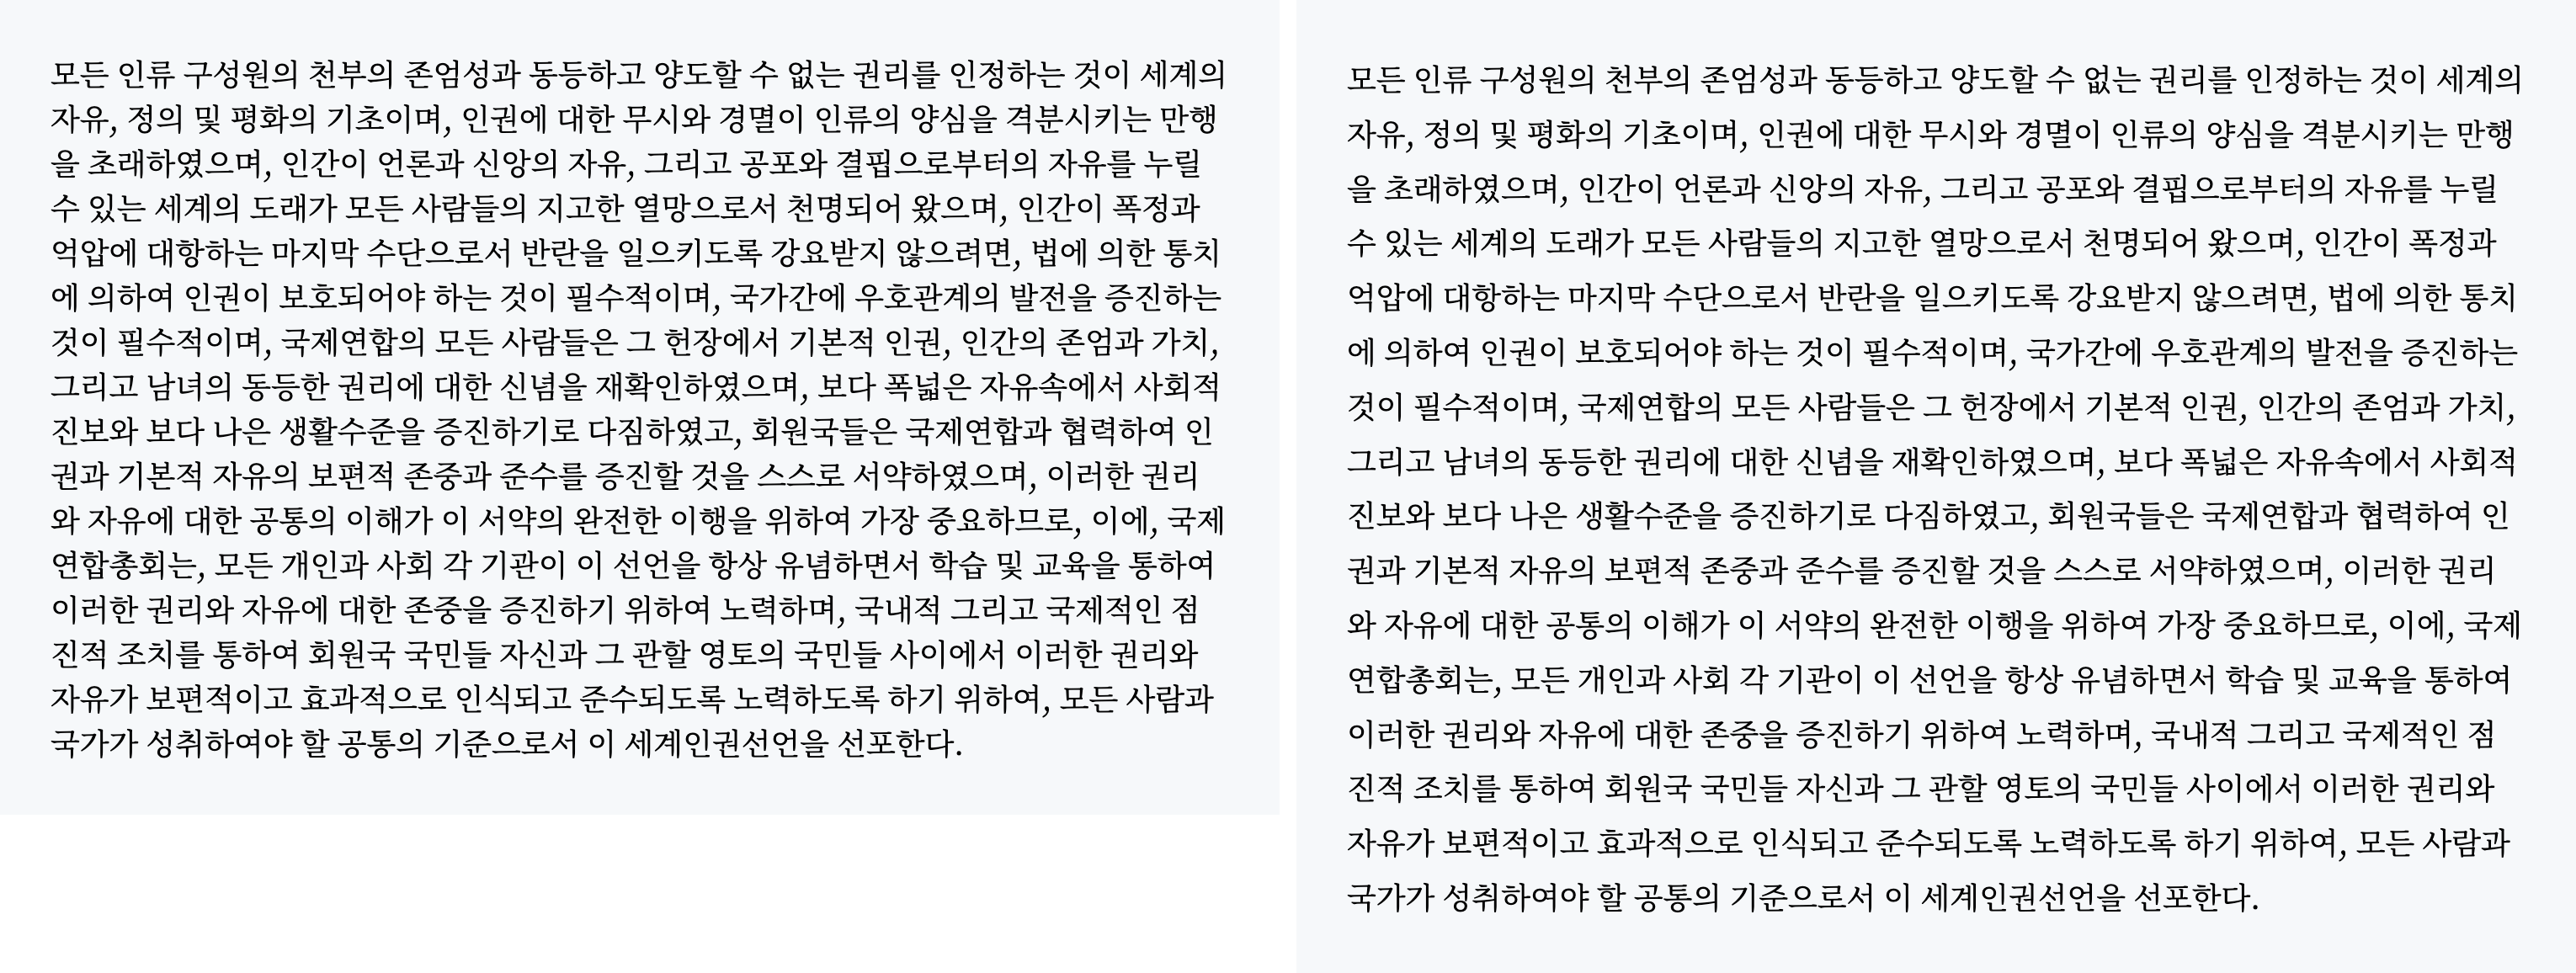 모든 인류 구성원의 천부의 존엄성과 동등하고 양도할 수 없는 권리를 인정하는 것이 세계의
자유, 정의 및 평화의 기초이며, 인권에 대한 무시와 경멸이 인류의 양심을 격분시키는 만행
을 초래하였으며, 인간이 언론과 신앙의 자유, 그리고 공포와 결핍으로부터의 자유를 누릴
수 있는 세계의 도래가 모든 사람들의 지고한 열망으로서 천명되어 왔으며, 인간이 폭정과
억압에 대항하는 마지막 수단으로서 반란을 일으키도록 강요받지 않으려면, 법에 의한 통치
에 의하여 인권이 보호되어야 하는 것이 필수적이며, 국가간에 우호관계의 발전을 증진하는
것이 필수적이며, 국제연합의 모든 사람들은 그 헌장에서 기본적 인권, 인간의 존엄과 가치,
그리고 남녀의 동등한 권리에 대한 신념을 재확인하였으며, 보다 폭넓은 자유속에서 사회적
진보와 보다 나은 생활수준을 증진하기로 다짐하였고, 회원국들은 국제연합과 협력하여 인
권과 기본적 자유의 보편적 존중과 준수를 증진할 것을 스스로 서약하였으며, 이러한 권리
와 자유에 대한 공통의 이해가 이 서약의 완전한 이행을 위하여 가장 중요하므로, 이에, 국제
연합총회는, 모든 개인과 사회 각 기관이 이 선언을 항상 유념하면서 학습 및 교육을 통하여
이러한 권리와 자유에 대한 존중을 증진하기 위하여 노력하며, 국내적 그리고 국제적인 점
진적 조치를 통하여 회원국 국민들 자신과 그 관할 영토의 국민들 사이에서 이러한 권리와
자유가 보편적이고 효과적으로 인식되고 준수되도록 노력하도록 하기 위하여, 모든 사람과
국가가 성취하여야 할 공통의 기준으로서 이 세계인권선언을 선포한다.
모든 인류 구성원의 천부의 존엄성과 동등하고 양도할 수 없는 권리를 인정하는 것이 세계의
자유, 정의 및 평화의 기초이며, 인권에 대한 무시와 경멸이 인류의 양심을 격분시키는 만행
을 초래하였으며, 인간이 언론과 신앙의 자유, 그리고 공포와 결핍으로부터의 자유를 누릴
수 있는 세계의 도래가 모든 사람들의 지고한 열망으로서 천명되어 왔으며, 인간이 폭정과
억압에 대항하는 마지막 수단으로서 반란을 일으키도록 강요받지 않으려면, 법에 의한 통치
에 의하여 인권이 보호되어야 하는 것이 필수적이며, 국가간에 우호관계의 발전을 증진하는
것이 필수적이며, 국제연합의 모든 사람들은 그 헌장에서 기본적 인권, 인간의 존엄과 가치,
그리고 남녀의 동등한 권리에 대한 신념을 재확인하였으며, 보다 폭넓은 자유속에서 사회적
진보와 보다 나은 생활수준을 증진하기로 다짐하였고, 회원국들은 국제연합과 협력하여 인
권과 기본적 자유의 보편적 존중과 준수를 증진할 것을 스스로 서약하였으며, 이러한 권리
와 자유에 대한 공통의 이해가 이 서약의 완전한 이행을 위하여 가장 중요하므로, 이에, 국제
연합총회는, 모든 개인과 사회 각 기관이 이 선언을 항상 유념하면서 학습 및 교육을 통하여
이러한 권리와 자유에 대한 존중을 증진하기 위하여 노력하며, 국내적 그리고 국제적인 점
진적 조치를 통하여 회원국 국민들 자신과 그 관할 영토의 국민들 사이에서 이러한 권리와
자유가 보편적이고 효과적으로 인식되고 준수되도록 노력하도록 하기 위하여, 모든 사람과
국가가 성취하여야 할 공통의 기준으로서 이 세계인권선언을 선포한다.